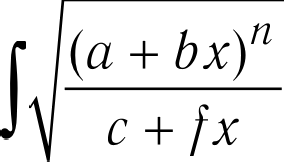 ∫√((a + bx)^n / (c + fx))